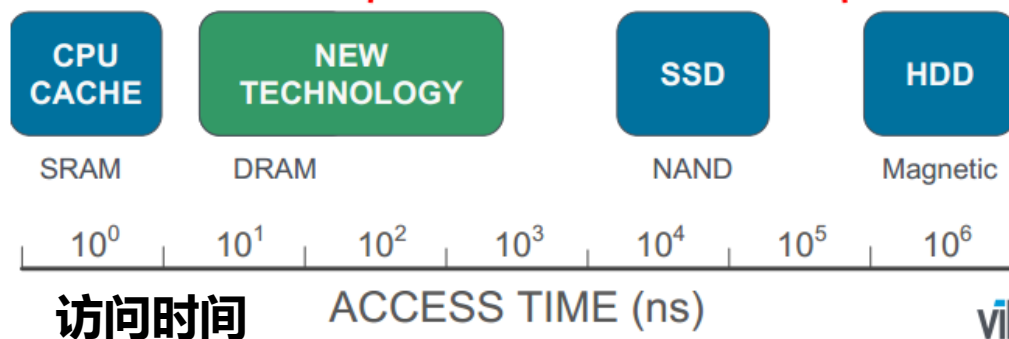 CPU CACHE
NEW TECHNOLOGY
SSD
HDD
SRAM
DRAM
NAND
Magnetic
10⁰ 10¹ 10² 10³ 10⁴ 10⁵ 10⁶
访问时间 ACCESS TIME (ns)